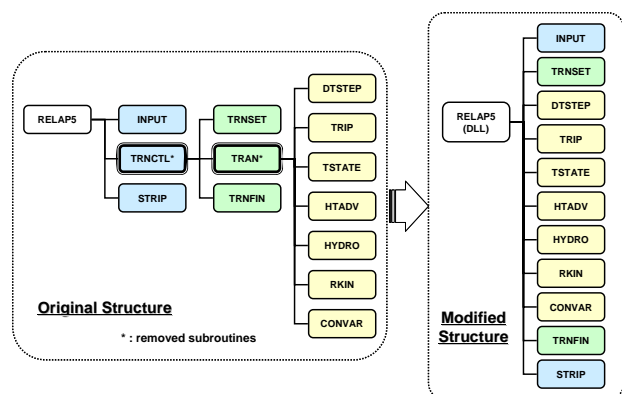 RELAP5
INPUT
TRNCTL*
STRIP
TRNSET
TRAN*
TRNFIN
DTSTEP
TRIP
TSTATE
HTADV
HYDRO
RKIN
CONVAR
Original Structure
* : removed subroutines
RELAP5
(DLL)
INPUT
TRNSET
DTSTEP
TRIP
TSTATE
HTADV
HYDRO
RKIN
CONVAR
TRNFIN
STRIP
Modified
Structure